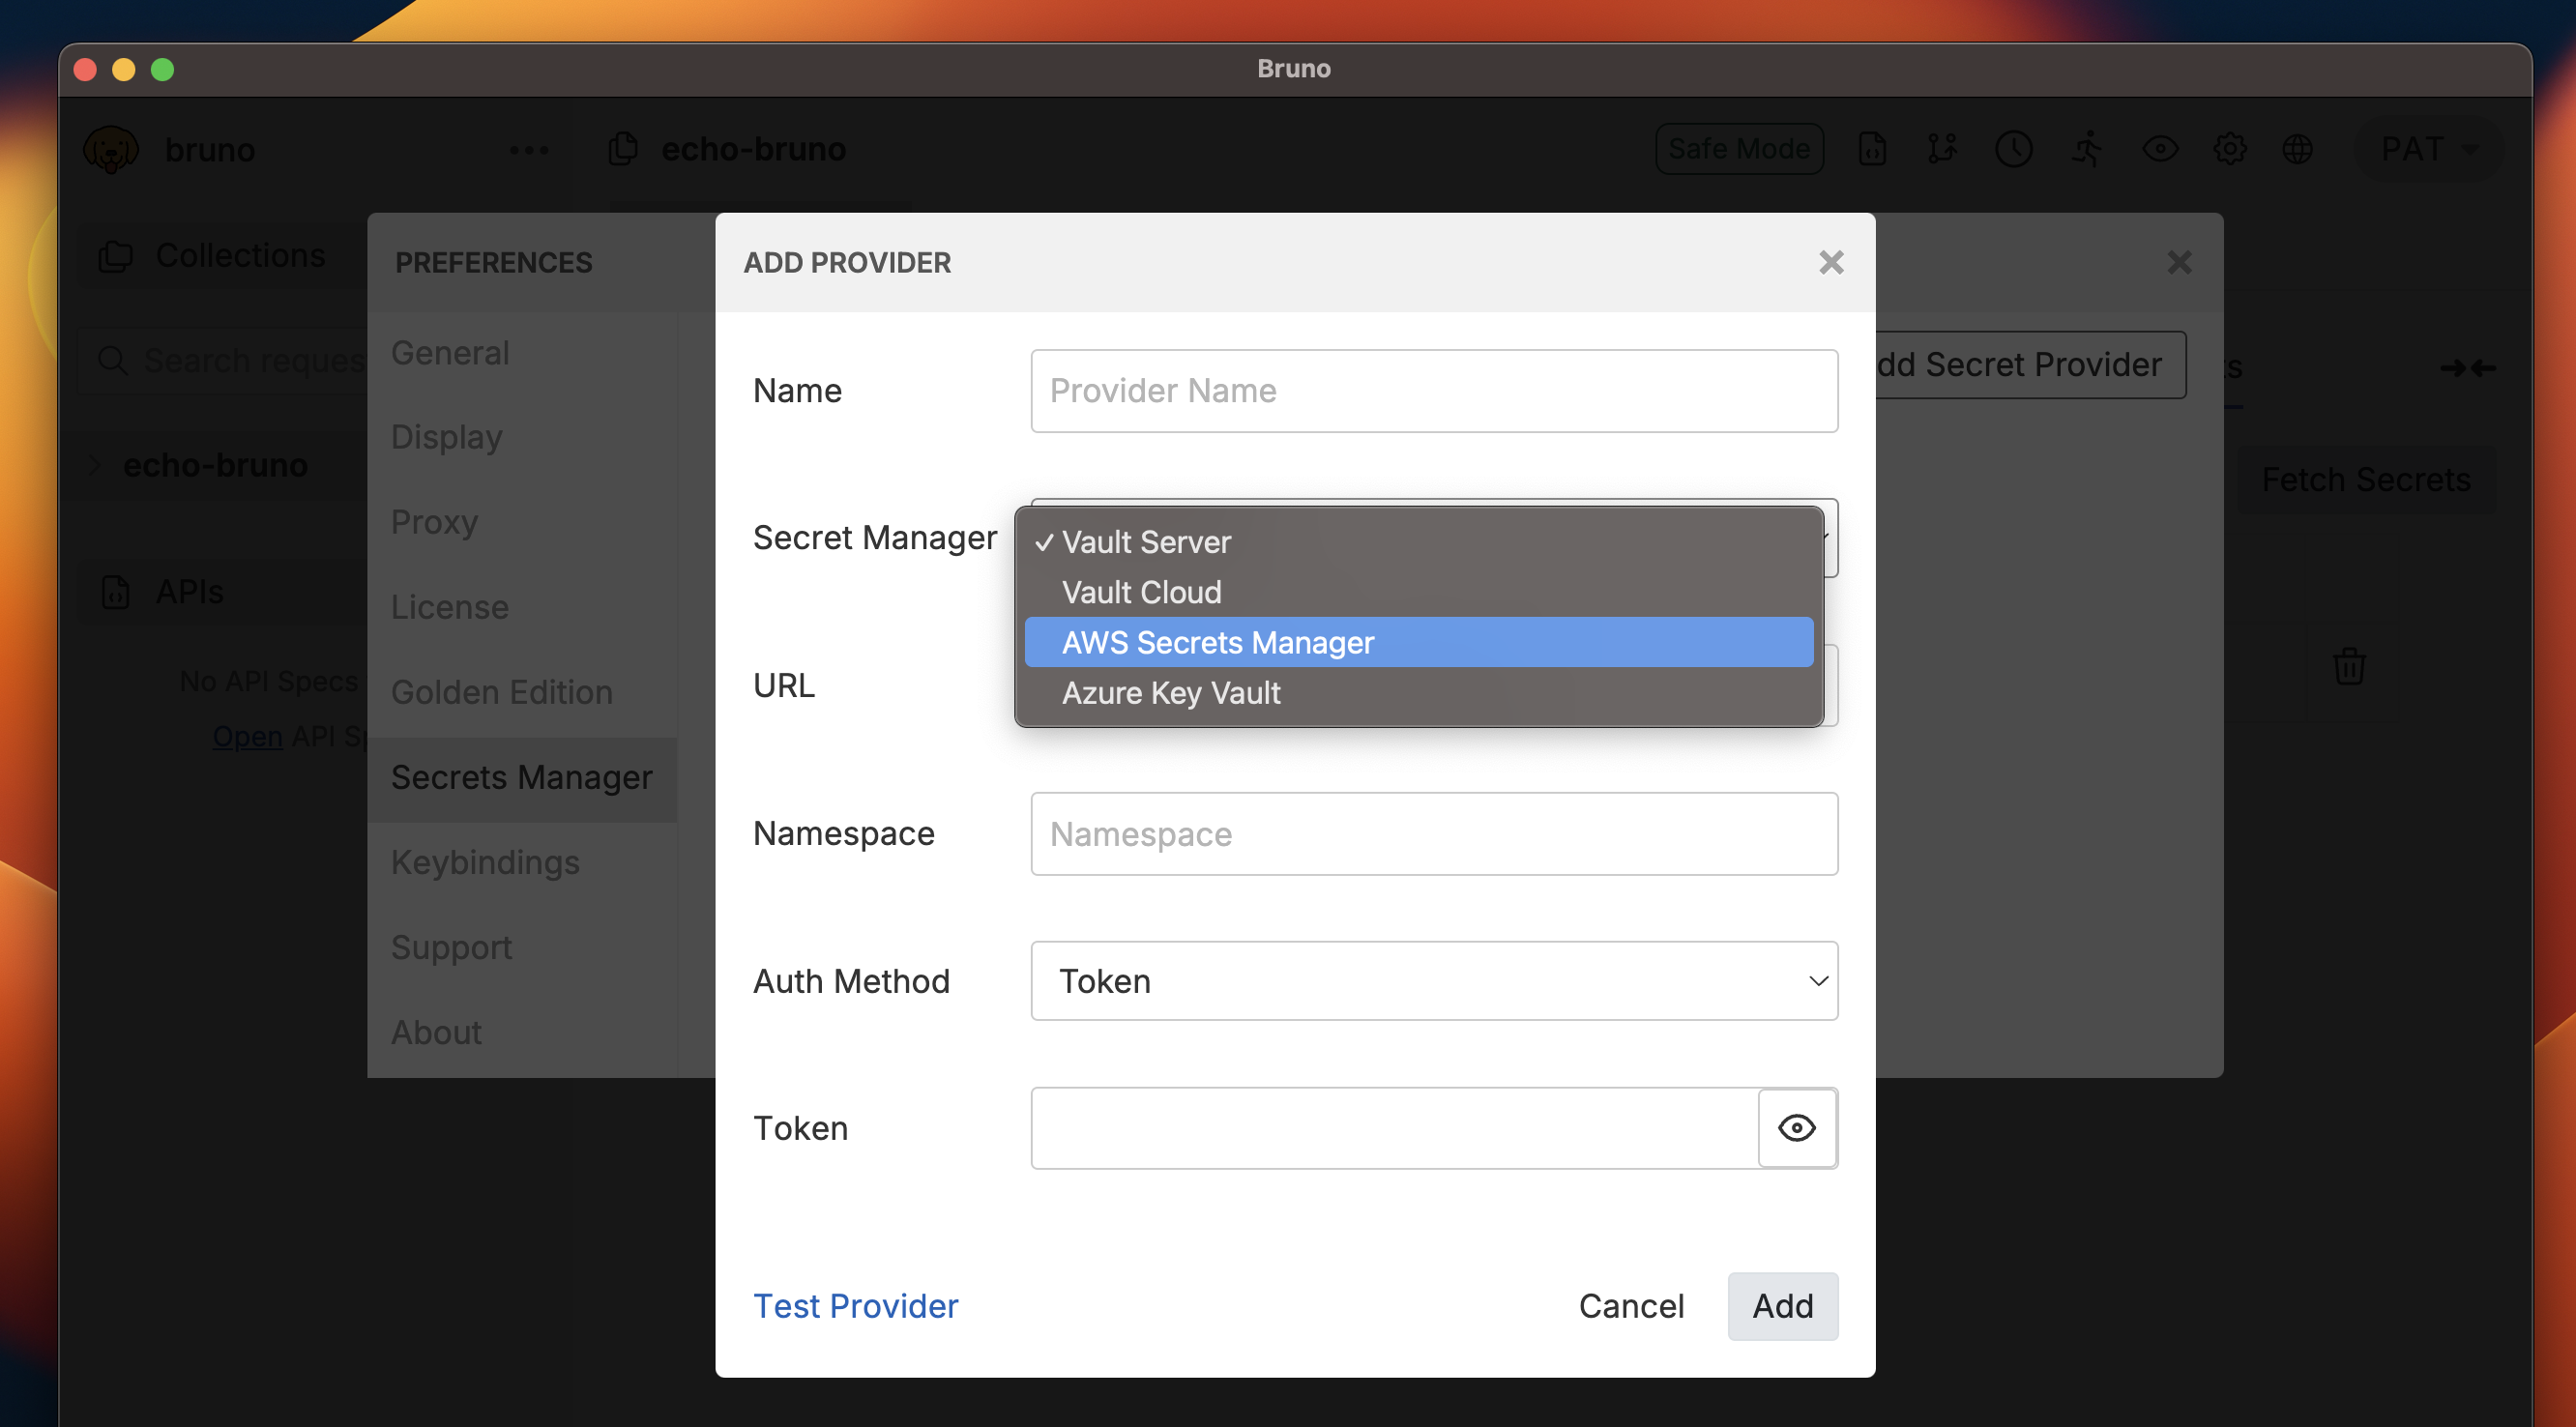 Bruno
bruno
echo-bruno
Safe Mode
PAT
Collections
Search
echo-bruno
APIs
No API Specs
Open API
PREFERENCES
General
Display
Proxy
License
Golden Edition
Secrets Manager
Keybindings
Support
About
ADD PROVIDER
Name
Provider Name
Secret Manager
✓ Vault Server
Vault Cloud
AWS Secrets Manager
Azure Key Vault
URL
Namespace
Namespace
Auth Method
Token
Token
Test Provider
Cancel
Add
Secret Provider
Fetch Secrets